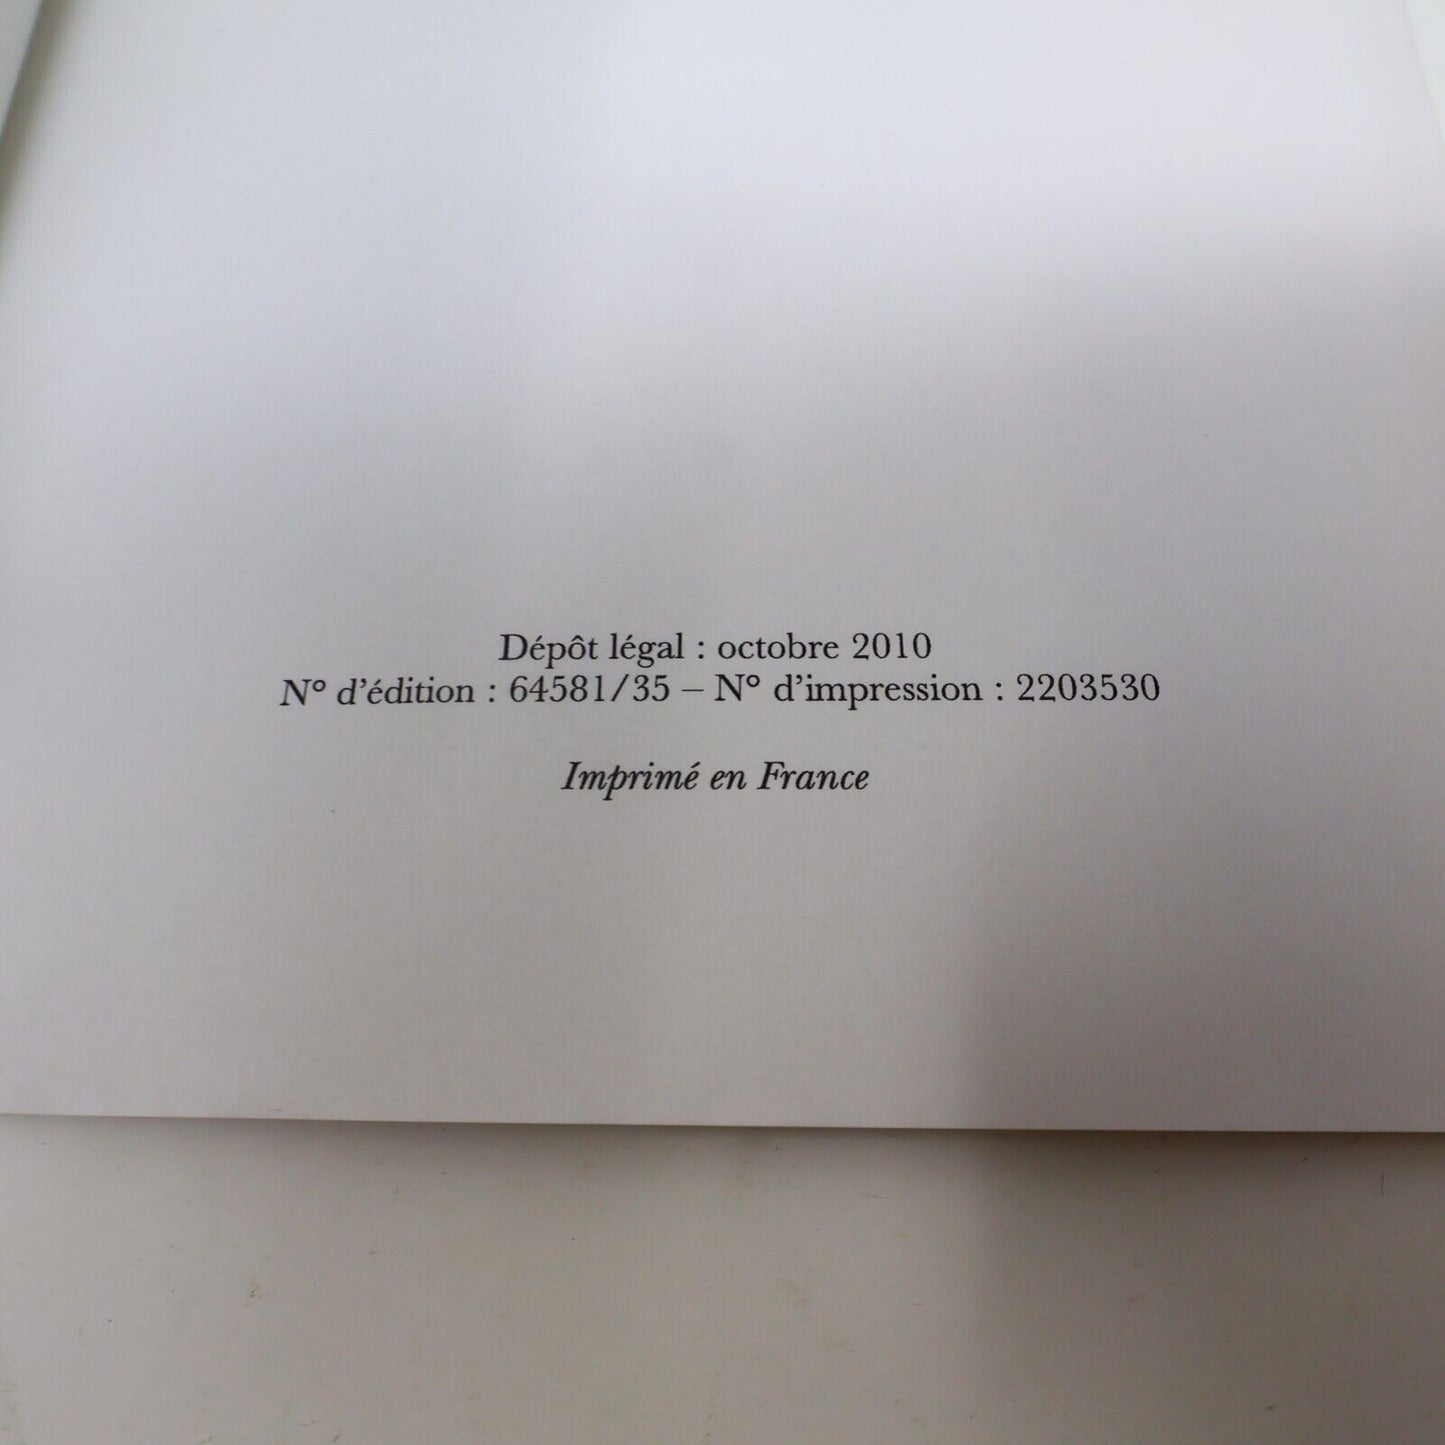 Dépôt légal : octobre 2010
N° d’édition : 64581/35 – N° d’impression : 2203530
Imprimé en France